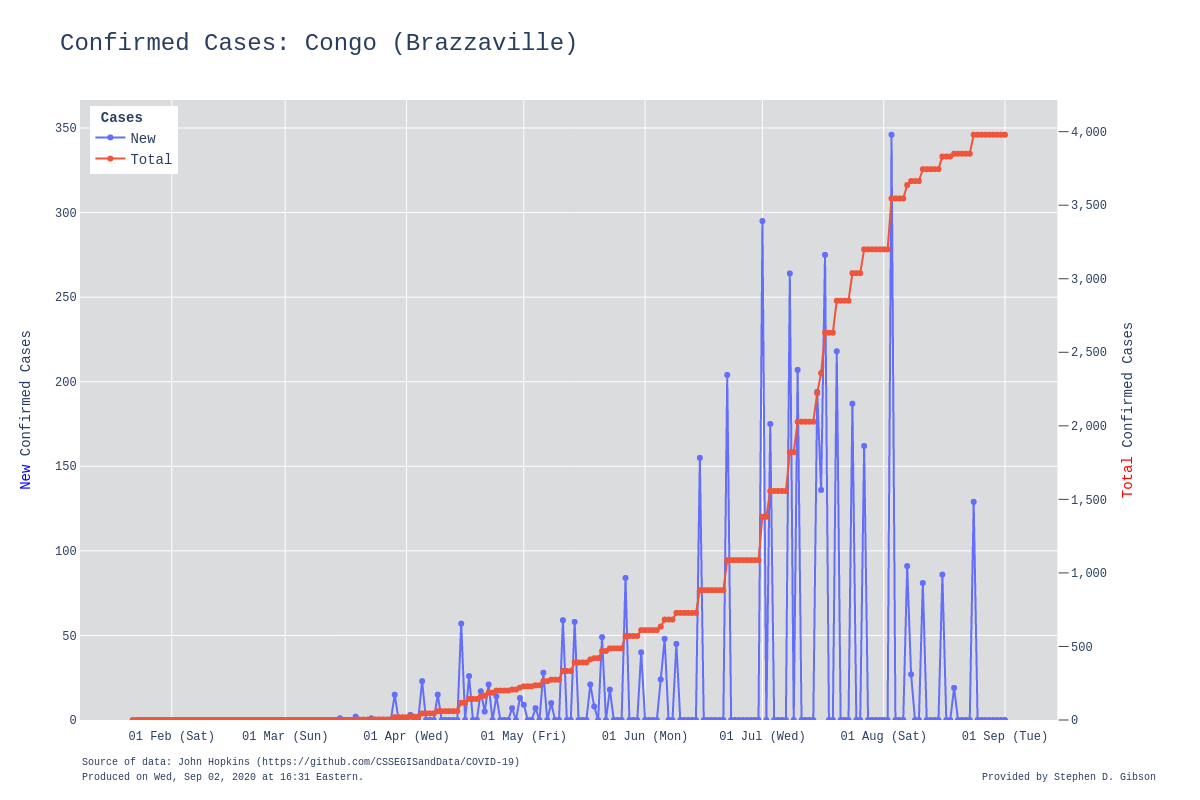 Confirmed Cases: Congo (Brazzaville)
Cases
New
Total
350
300
250
200
150
100
50
0
4,000
3,500
3,000
2,500
2,000
1,500
1,000
500
0
New Confirmed Cases
Total Confirmed Cases
01 Feb (Sat) 01 Mar (Sun) 01 Apr (Wed) 01 May (Fri) 01 Jun (Mon) 01 Jul (Wed) 01 Aug (Sat) 01 Sep (Tue)
Source of data: John Hopkins (https://github.com/CSSEGISandData/COVID-19)
Produced on Wed, Sep 02, 2020 at 16:31 Eastern.
Provided by Stephen D. Gibson